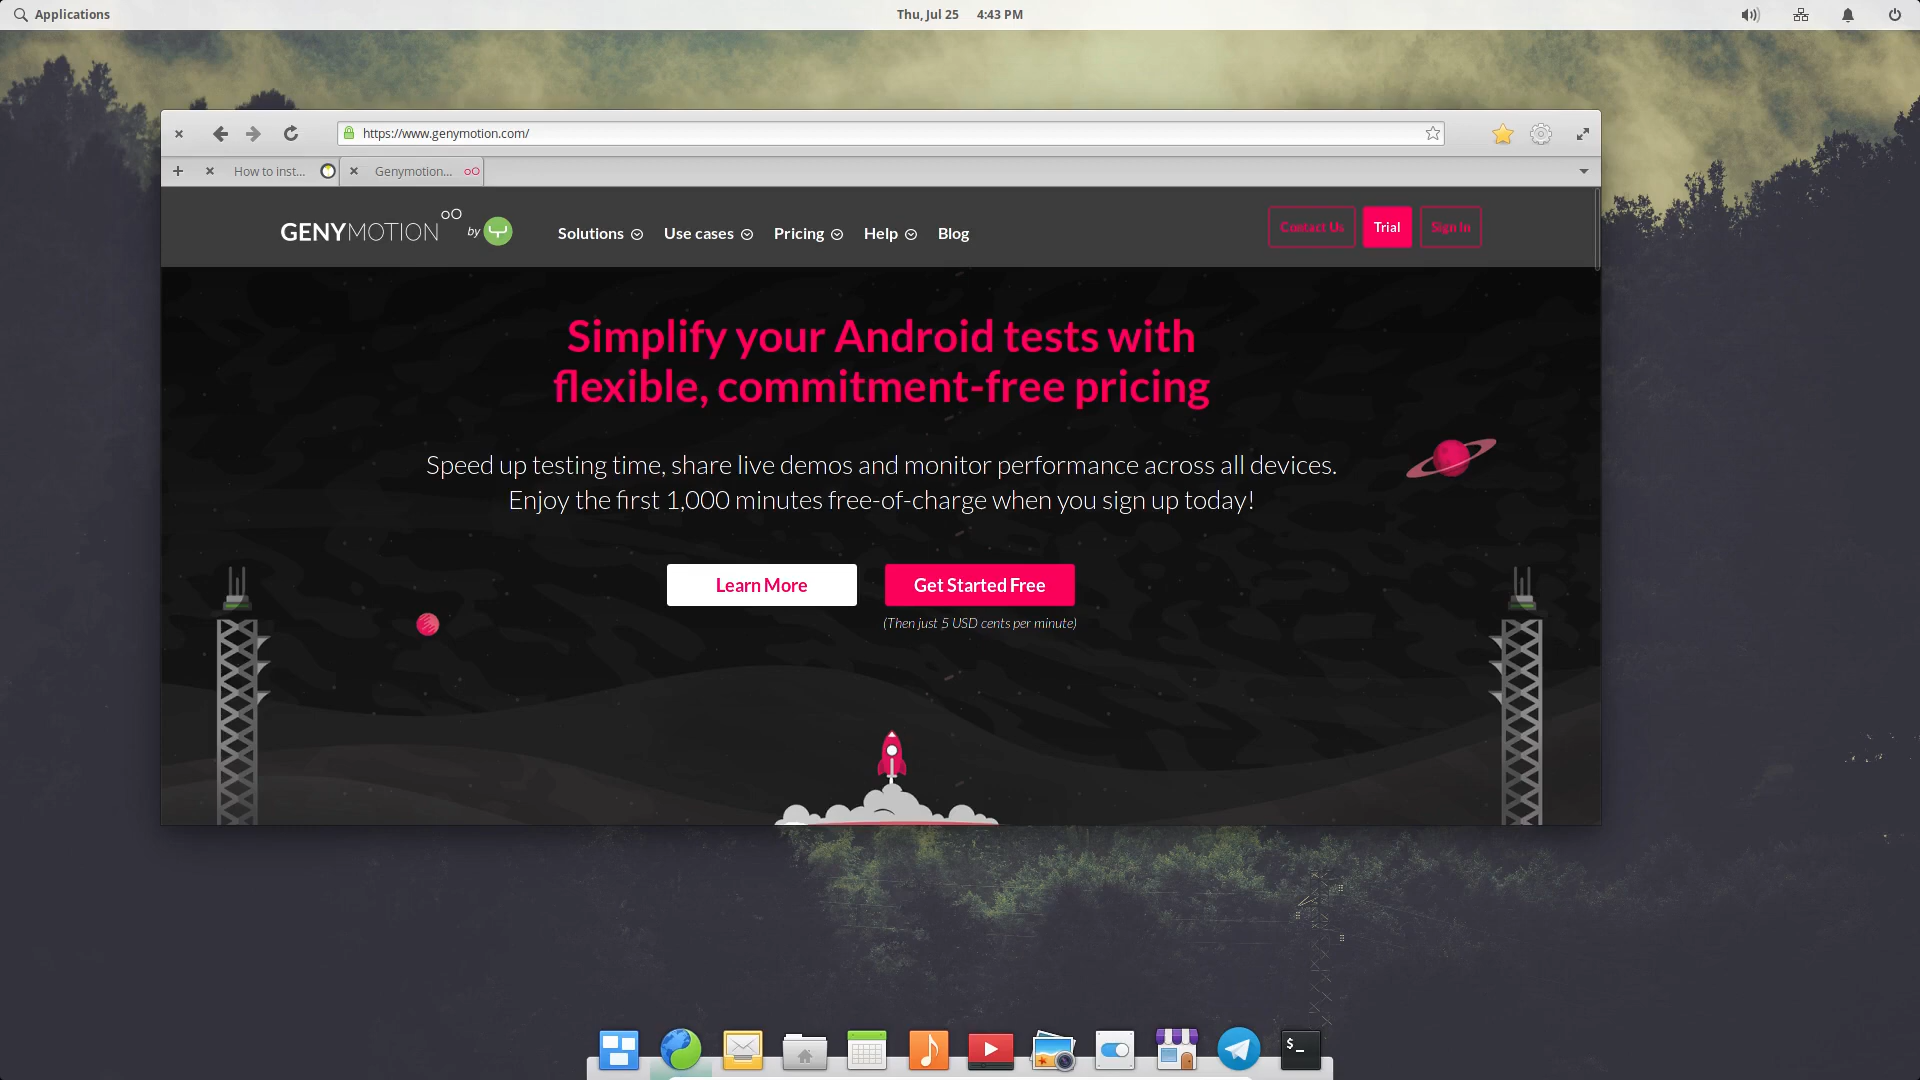 Applications
Thu, Jul 25 4:43 PM
https://www.genymotion.com/
How to inst...
Genymotion...
GENYMOTION by
Solutions
Use cases
Pricing
Help
Blog
Contact Us
Trial
Sign In
Simplify your Android tests with
flexible, commitment-free pricing
Speed up testing time, share live demos and monitor performance across all devices.
Enjoy the first 1,000 minutes free-of-charge when you sign up today!
Learn More
Get Started Free
(Then just 5 USD cents per minute)
$_